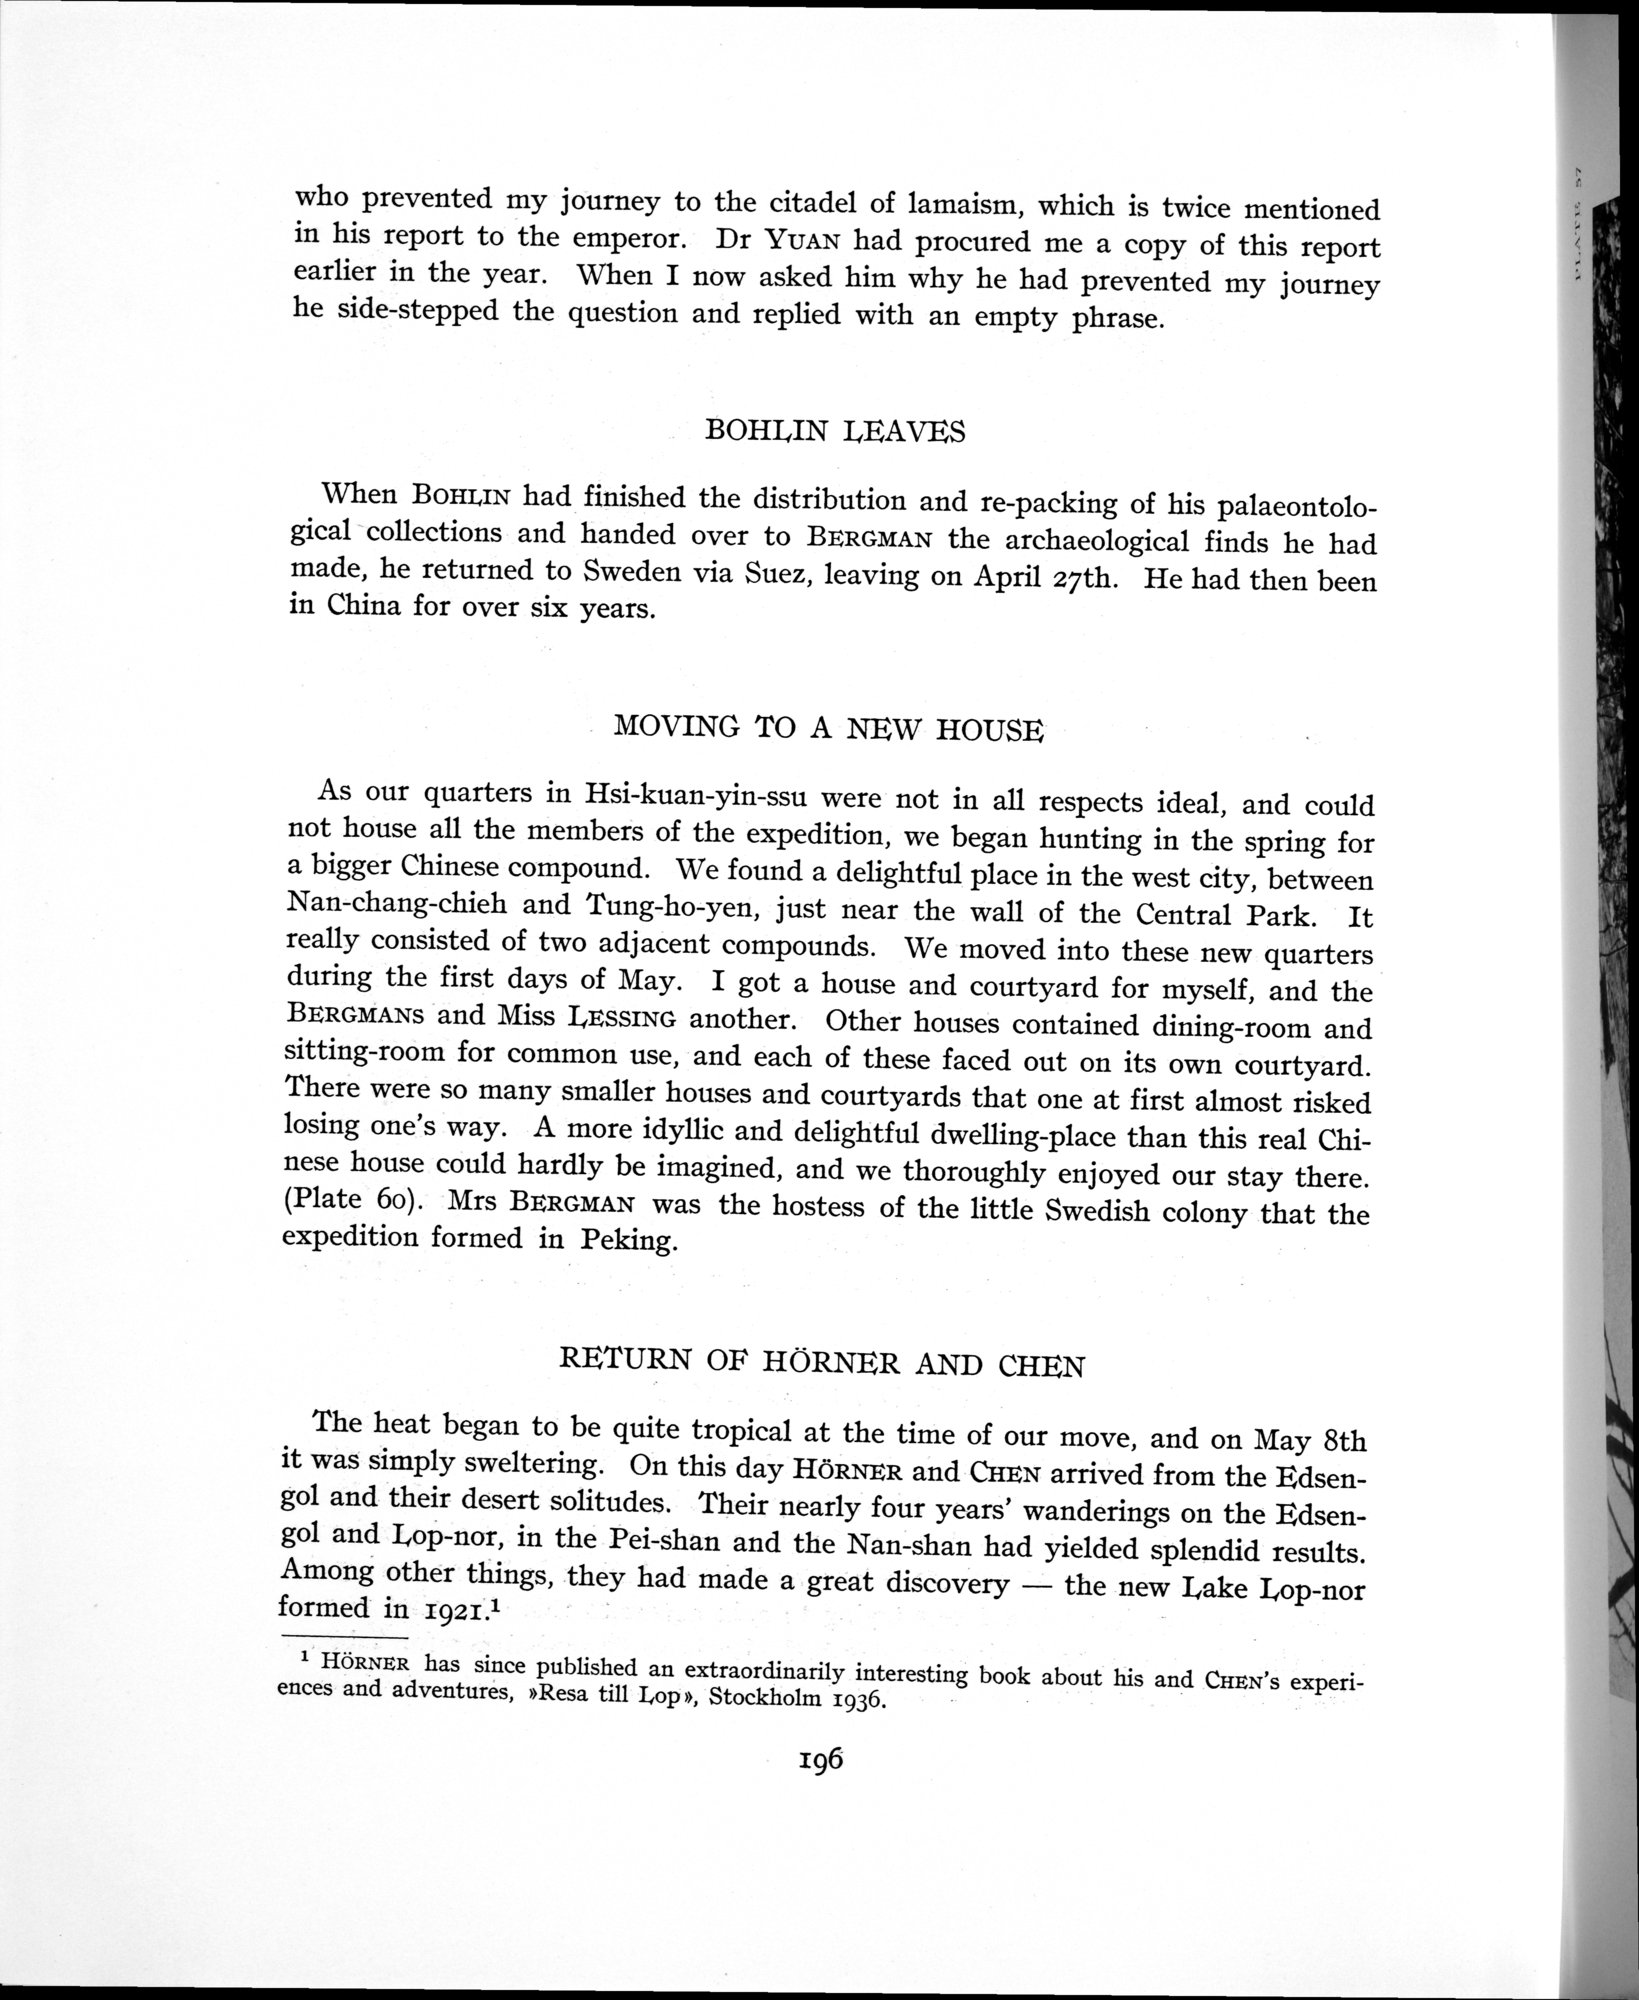 who prevented my journey to the citadel of lamaism, which is twice mentioned
in his report to the emperor. Dr YUAN had procured me a copy of this report
earlier in the year. When I now asked him why he had prevented my journey
he side-stepped the question and replied with an empty phrase.
BOHLIN LEAVES
When BOHLIN had finished the distribution and re-packing of his palaeontolo-
gical collections and handed over to BERGMAN the archaeological finds he had
made, he returned to Sweden via Suez, leaving on April 27th. He had then been
in China for over six years.
MOVING TO A NEW HOUSE
As our quarters in Hsi-kuan-yin-ssu were not in all respects ideal, and could
not house all the members of the expedition, we began hunting in the spring for
a bigger Chinese compound. We found a delightful place in the west city, between
Nan-chang-chieh and Tung-ho-yen, just near the wall of the Central Park. It
really consisted of two adjacent compounds. We moved into these new quarters
during the first days of May. I got a house and courtyard for myself, and the
BERGMANS and Miss LESSING another. Other houses contained dining-room and
sitting-room for common use, and each of these faced out on its own courtyard.
There were so many smaller houses and courtyards that one at first almost risked
losing one's way. A more idyllic and delightful dwelling-place than this real Chi-
nese house could hardly be imagined, and we thoroughly enjoyed our stay there.
(Plate 60). Mrs BERGMAN was the hostess of the little Swedish colony that the
expedition formed in Peking.
RETURN OF HÖRNER AND CHEN
The heat began to be quite tropical at the time of our move, and on May 8th
it was simply sweltering. On this day HÖRNER and CHEN arrived from the Edsen-
gol and their desert solitudes. Their nearly four years' wanderings on the Edsen-
gol and Lop-nor, in the Pei-shan and the Nan-shan had yielded splendid results.
Among other things, they had made a great discovery — the new Lake Lop-nor
formed in 1921.¹
¹ HÖRNER has since published an extraordinarily interesting book about his and CHEN's experi-
ences and adventures, »Resa till Lop», Stockholm 1936.
196
PLATE 57